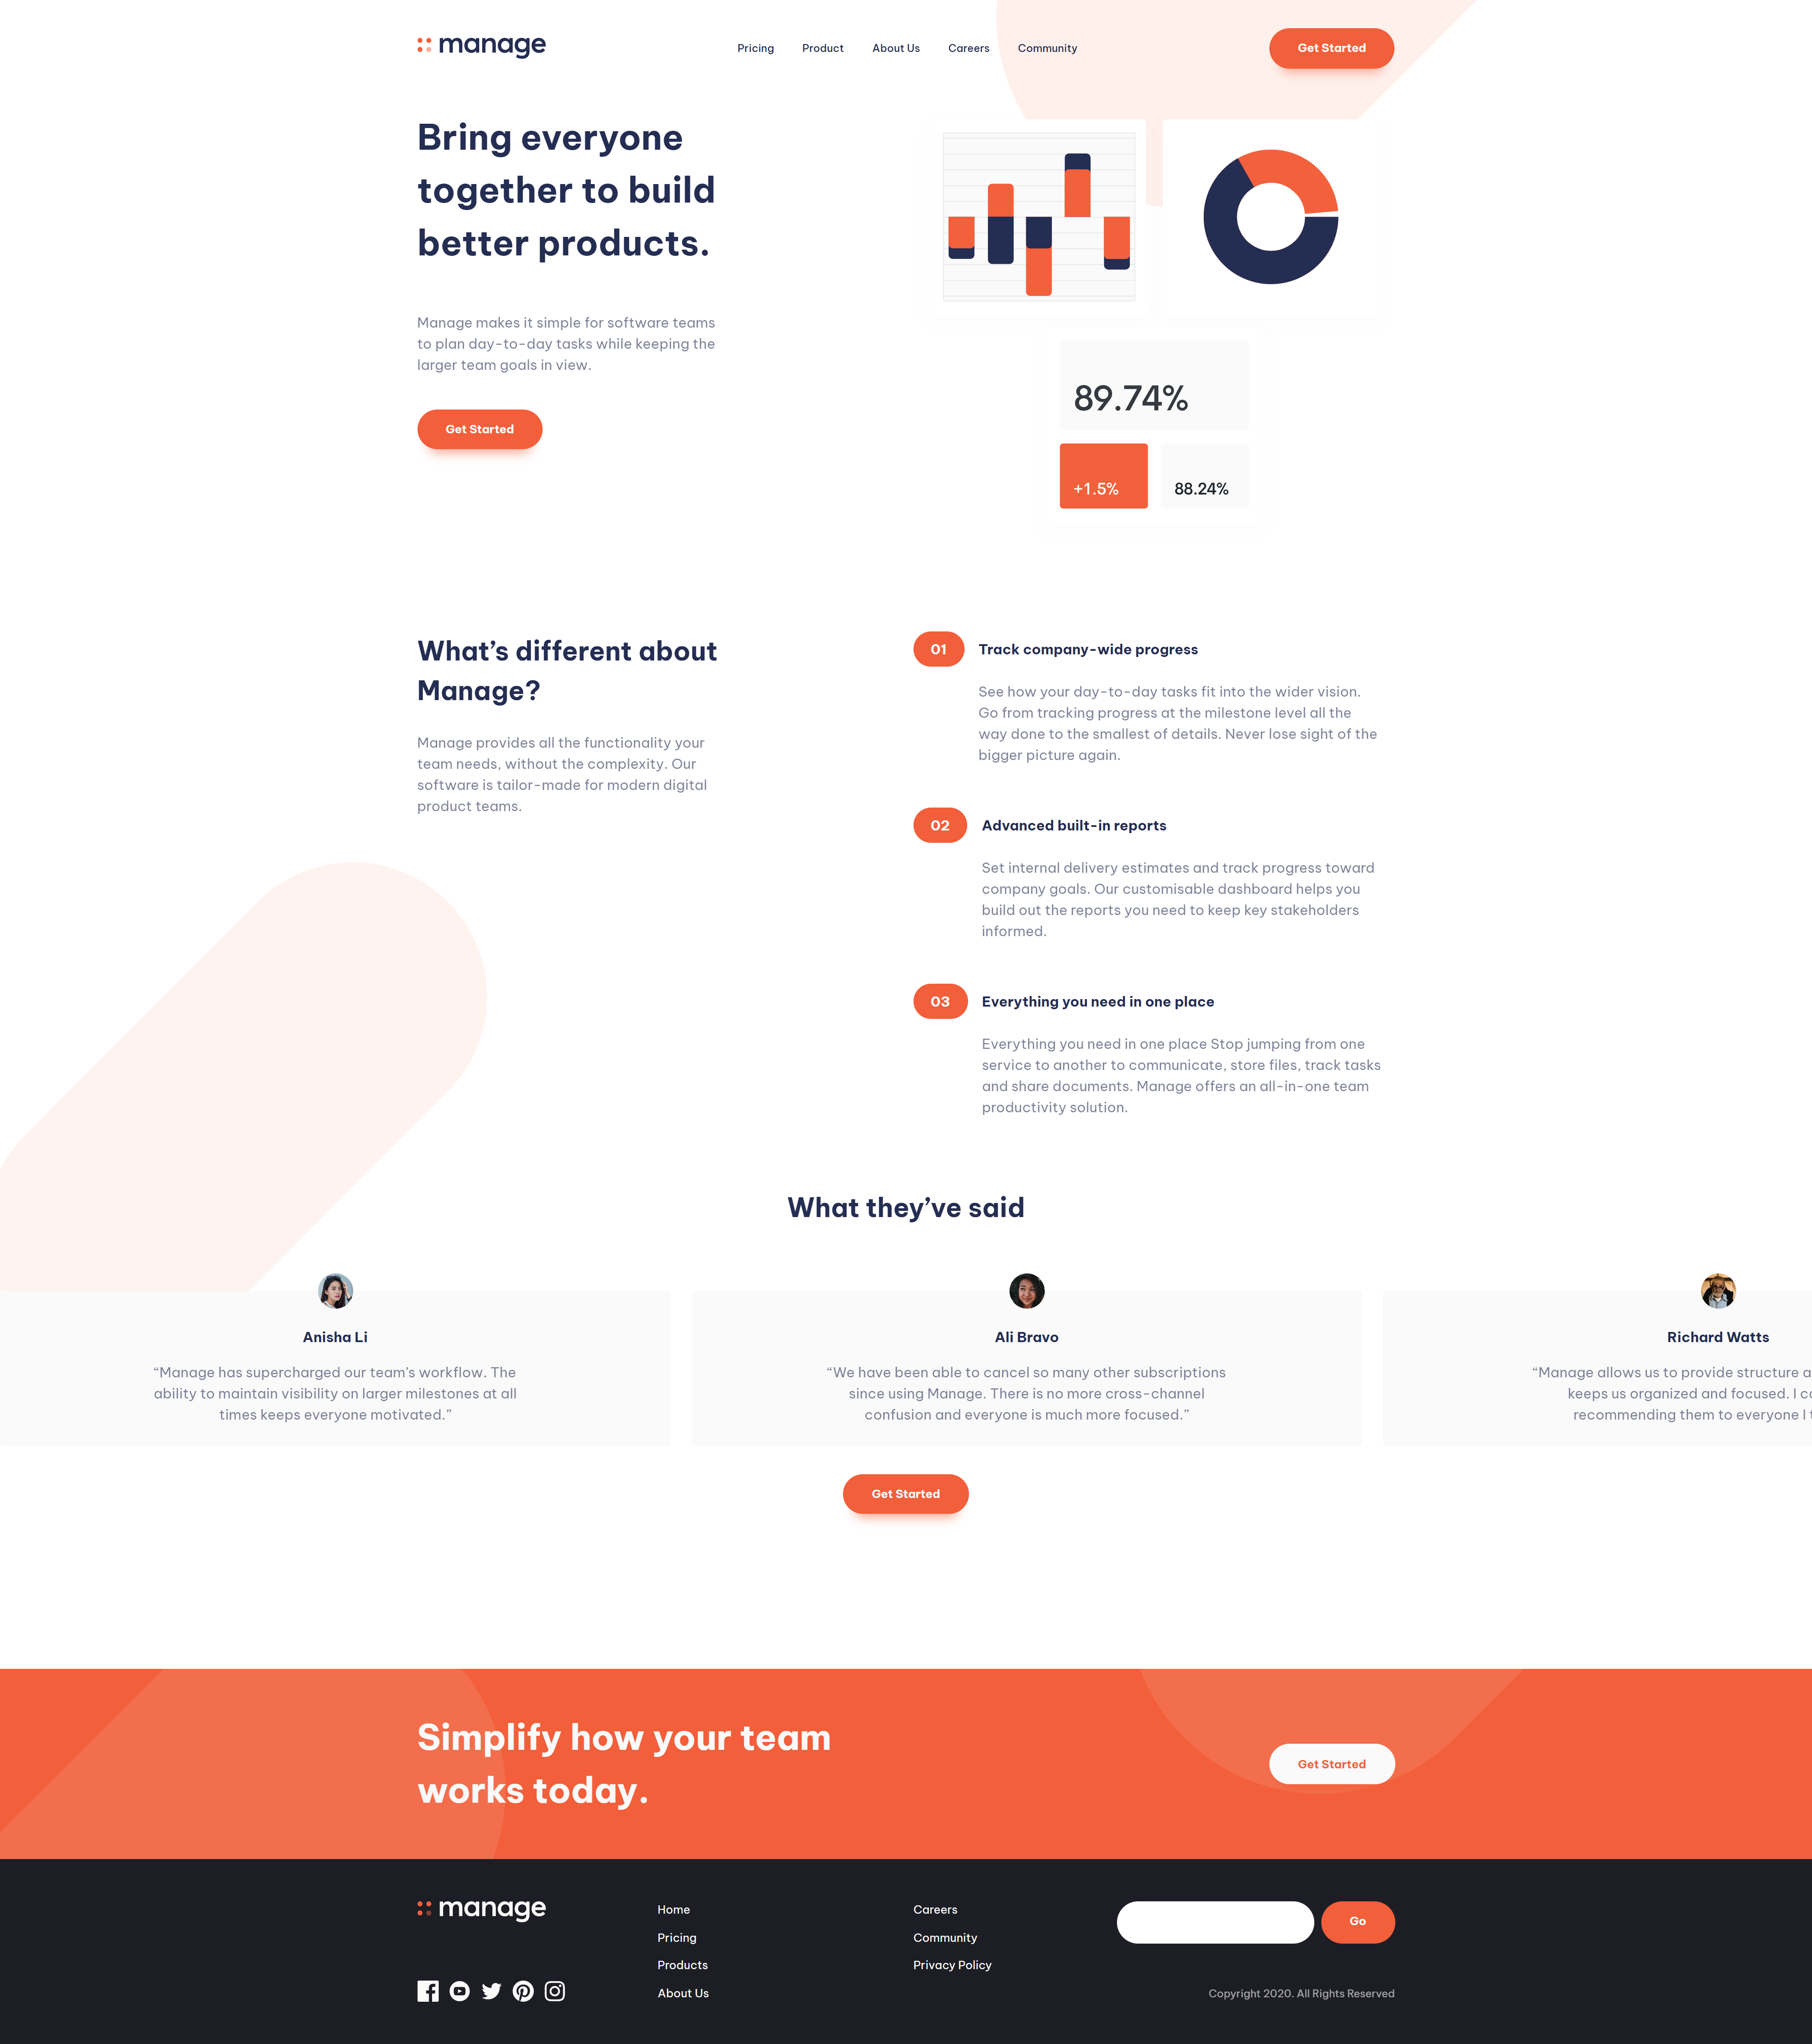 manage
Pricing
Product
About Us
Careers
Community
Get Started
Bring everyone
together to build
better products.
Manage makes it simple for software teams
to plan day-to-day tasks while keeping the
larger team goals in view.
Get Started
89.74%
+1.5%
88.24%
What’s different about
Manage?
Manage provides all the functionality your
team needs, without the complexity. Our
software is tailor-made for modern digital
product teams.
01
Track company-wide progress
See how your day-to-day tasks fit into the wider vision.
Go from tracking progress at the milestone level all the
way done to the smallest of details. Never lose sight of the
bigger picture again.
02
Advanced built-in reports
Set internal delivery estimates and track progress toward
company goals. Our customisable dashboard helps you
build out the reports you need to keep key stakeholders
informed.
03
Everything you need in one place
Everything you need in one place Stop jumping from one
service to another to communicate, store files, track tasks
and share documents. Manage offers an all-in-one team
productivity solution.
What they’ve said
Anisha Li
“Manage has supercharged our team’s workflow. The
ability to maintain visibility on larger milestones at all
times keeps everyone motivated.”
Ali Bravo
“We have been able to cancel so many other subscriptions
since using Manage. There is no more cross-channel
confusion and everyone is much more focused.”
Richard Watts
“Manage allows us to provide structure
keeps us organized and focused. I
recommending them to everyone I
Get Started
Simplify how your team
works today.
Get Started
manage
Home
Pricing
Products
About Us
Careers
Community
Privacy Policy
Go
Copyright 2020. All Rights Reserved